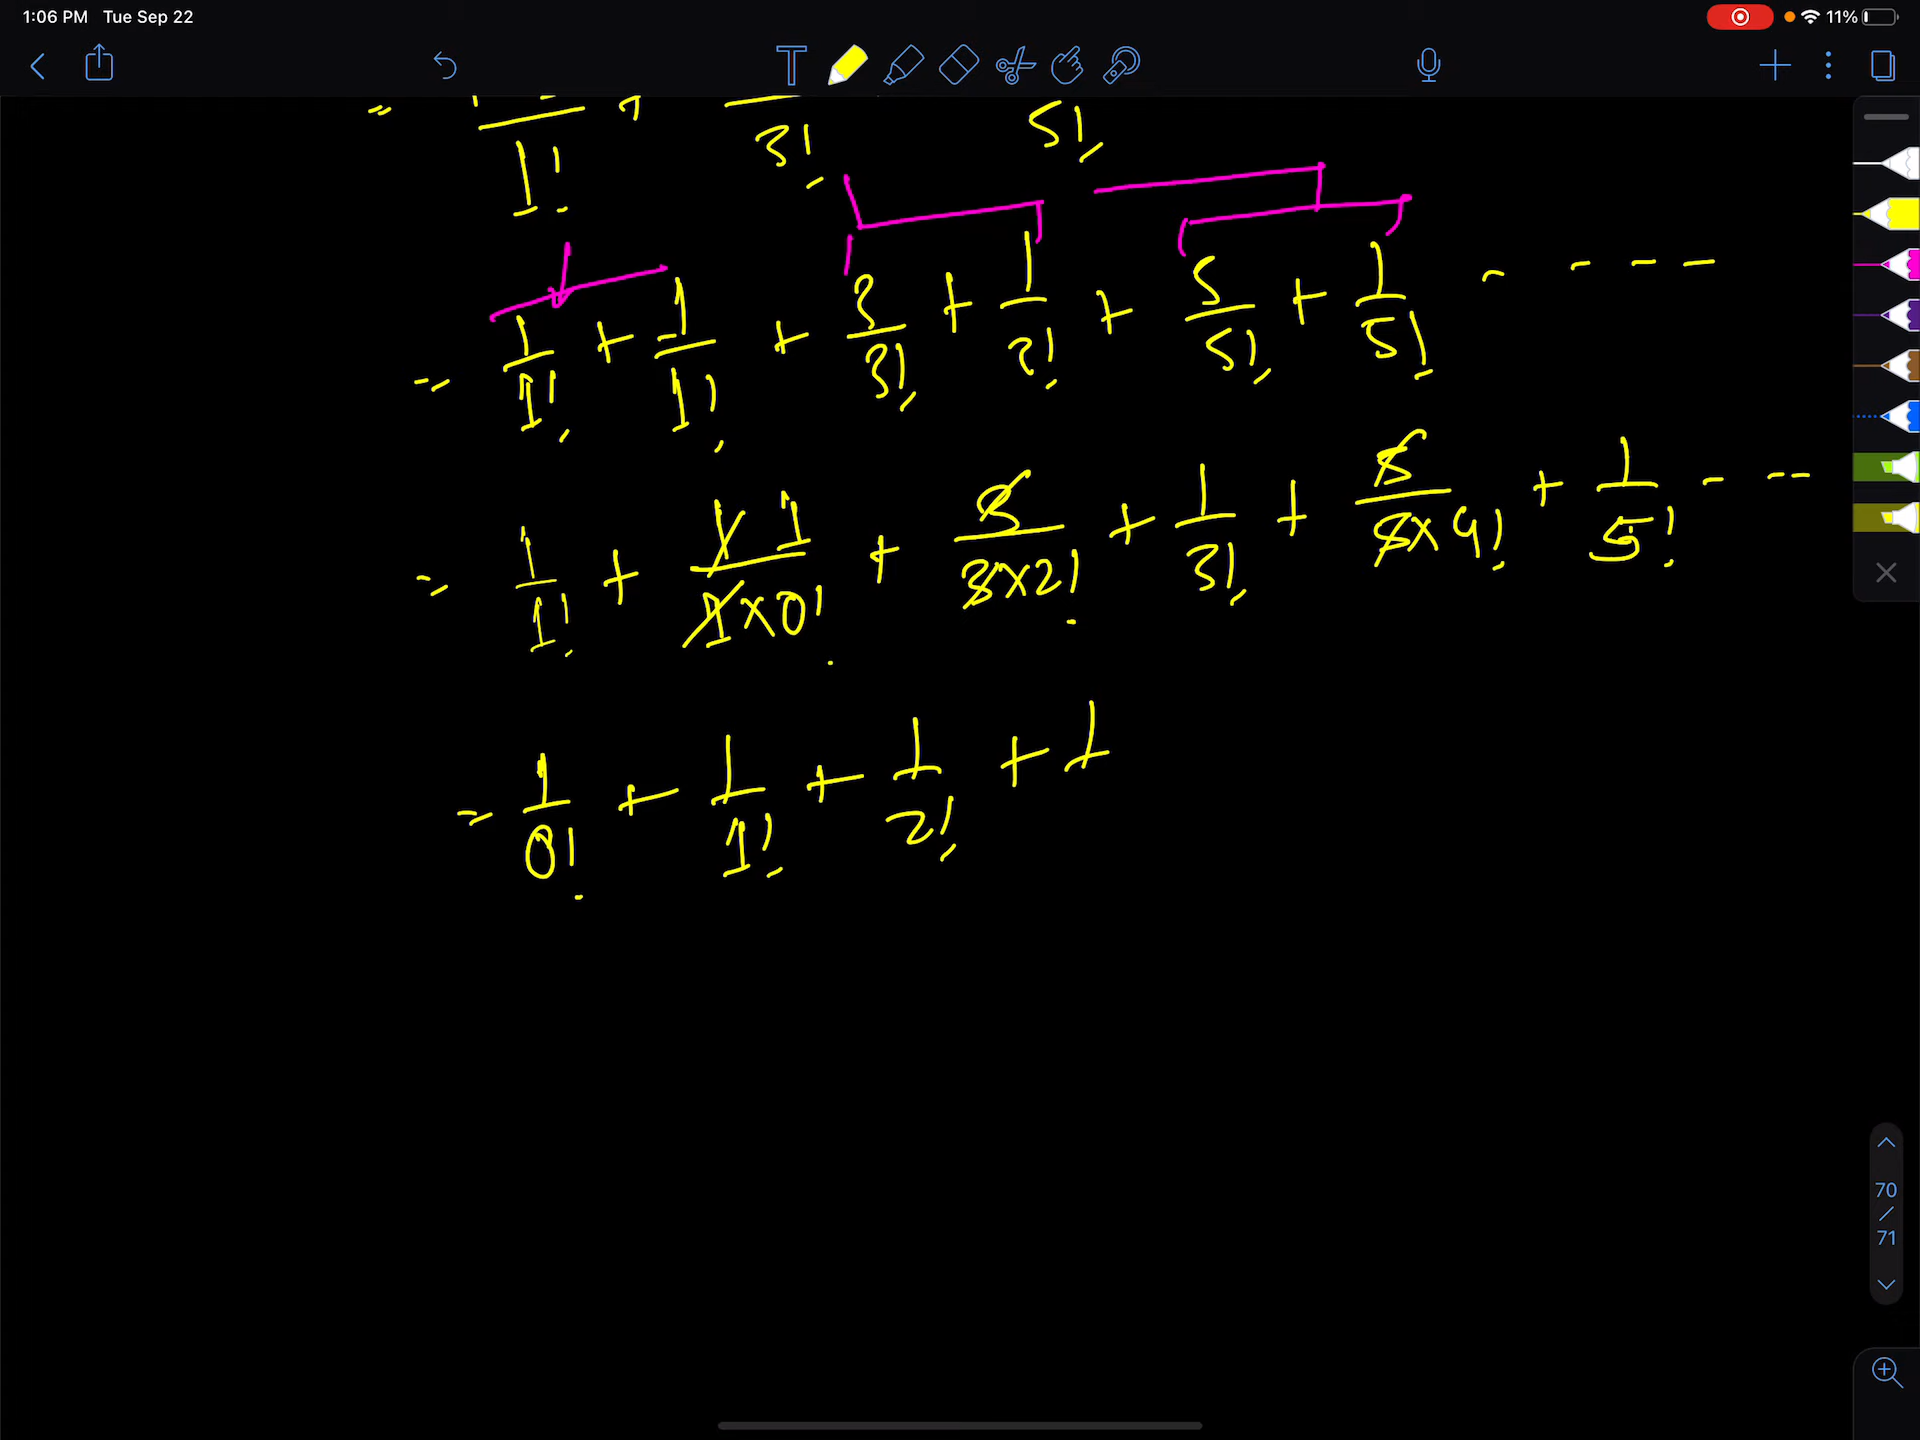 1:06 PM Tue Sep 22 11%
T
= 1! + 3! 5!
= 1/1! + 1/1! + 3/3! + 1/3! + 5/5! + 1/5! - - - -
= 1/1! + 1 1/1×0! + 3/3×2! + 1/3! + 5/5×4! + 1/5! - - -
= 1/0! + 1/1! + 1/2! + 1
70
/
71